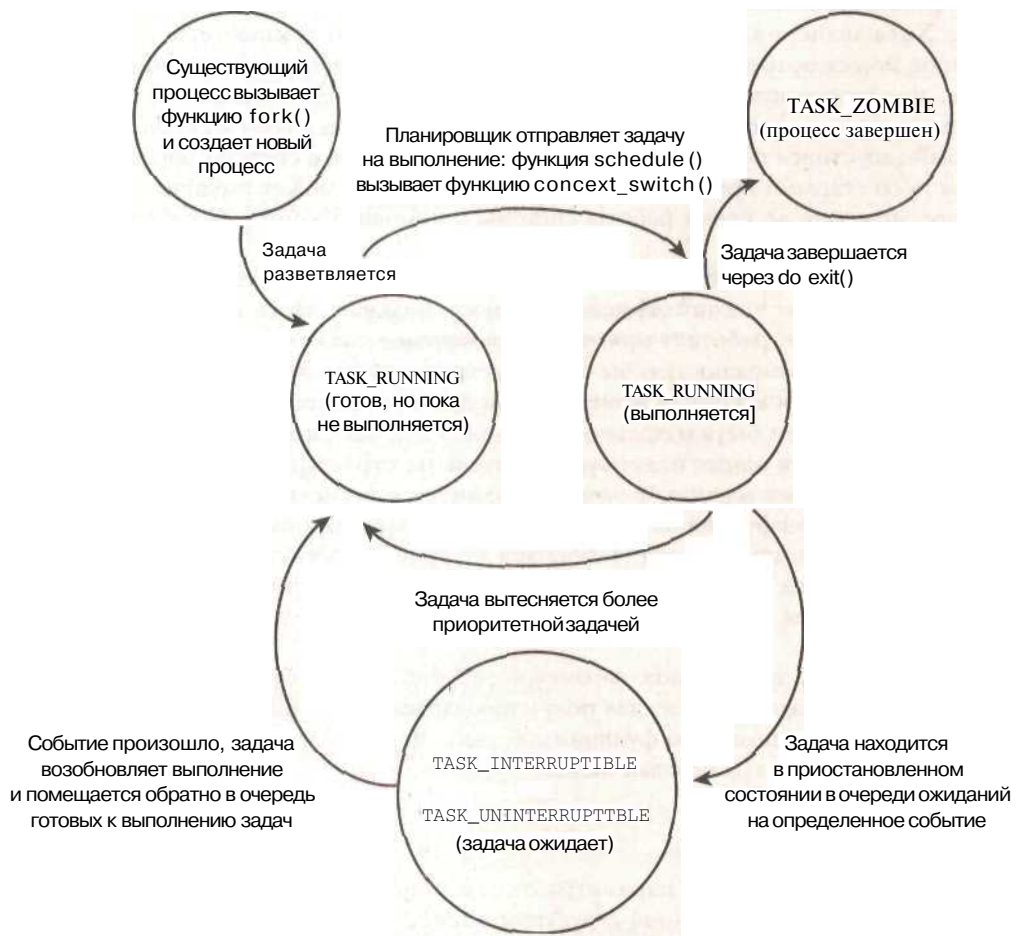 Существующий
процесс вызывает
функцию fork()
и создает новый
процесс
Планировщик отправляет задачу
на выполнение: функция schedule ()
вызывает функцию concext_switch()
TASK_ZOMBIE
(процесс завершен)
Задача
разветвляется
Задача завершается
через do exit()
TASK_RUNNING
(готов, но пока
не выполняется)
TASK_RUNNING
(выполняется]
Задача вытесняется более
приоритетной задачей
Событие произошло, задача
возобновляет выполнение
и помещается обратно в очередь
готовых к выполнению задач
TASK_INTERRUPTIBLE
TASK_UNINTERRUPTTBLE
(задача ожидает)
Задача находится
в приостановленном
состоянии в очереди ожиданий
на определенное событие